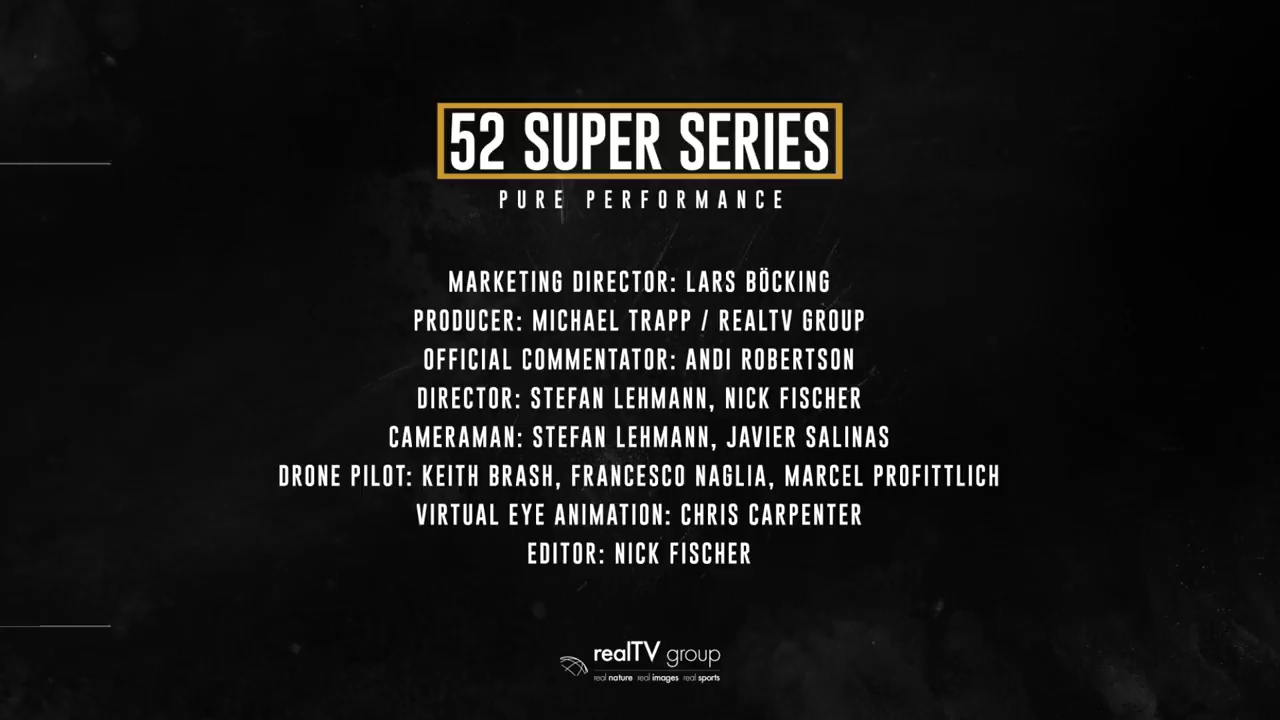 52 SUPER SERIES
PURE PERFORMANCE
MARKETING DIRECTOR: LARS BÖCKING
PRODUCER: MICHAEL TRAPP / REALTV GROUP
OFFICIAL COMMENTATOR: ANDI ROBERTSON
DIRECTOR: STEFAN LEHMANN, NICK FISCHER
CAMERAMAN: STEFAN LEHMANN, JAVIER SALINAS
DRONE PILOT: KEITH BRASH, FRANCESCO NAGLIA, MARCEL PROFITTLICH
VIRTUAL EYE ANIMATION: CHRIS CARPENTER
EDITOR: NICK FISCHER
realTV group
real nature real images real sports